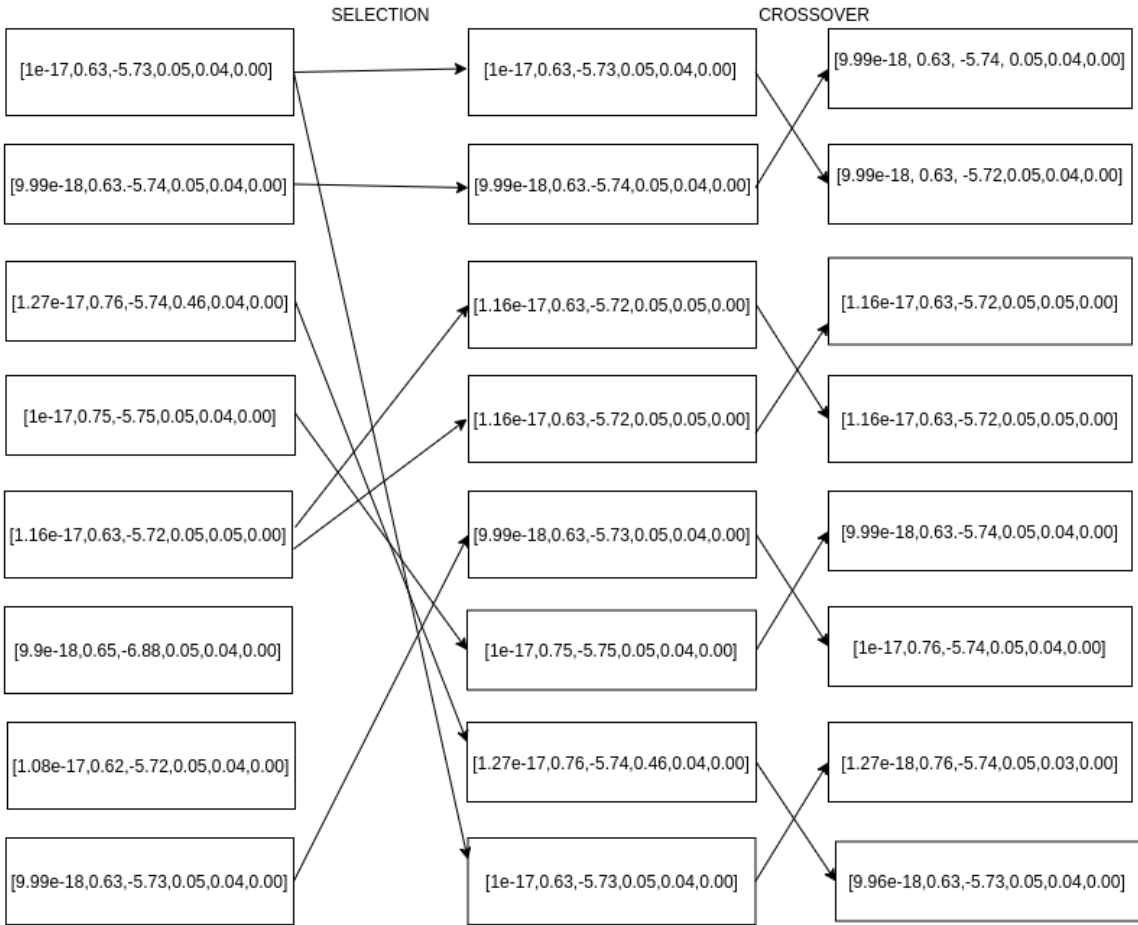 SELECTION
CROSSOVER
[1e-17,0.63,-5.73,0.05,0.04,0.00]
[1e-17,0.63,-5.73,0.05,0.04,0.00]
[9.99e-18, 0.63, -5.74, 0.05,0.04,0.00]
[9.99e-18,0.63.-5.74,0.05,0.04,0.00]
[9.99e-18,0.63.-5.74,0.05,0.04,0.00]
[9.99e-18, 0.63, -5.72,0.05,0.04,0.00]
[1.27e-17,0.76,-5.74,0.46,0.04,0.00]
[1.16e-17,0.63,-5.72,0.05,0.05,0.00]
[1.16e-17,0.63,-5.72,0.05,0.05,0.00]
[1e-17,0.75,-5.75,0.05,0.04,0.00]
[1.16e-17,0.63,-5.72,0.05,0.05,0.00]
[1.16e-17,0.63,-5.72,0.05,0.05,0.00]
[1.16e-17,0.63,-5.72,0.05,0.05,0.00]
[9.99e-18,0.63,-5.73,0.05,0.04,0.00]
[9.99e-18,0.63.-5.74,0.05,0.04,0.00]
[9.9e-18,0.65,-6.88,0.05,0.04,0.00]
[1e-17,0.75,-5.75,0.05,0.04,0.00]
[1e-17,0.76,-5.74,0.05,0.04,0.00]
[1.08e-17,0.62,-5.72,0.05,0.04,0.00]
[1.27e-17,0.76,-5.74,0.46,0.04,0.00]
[1.27e-18,0.76,-5.74,0.05,0.03,0.00]
[9.99e-18,0.63,-5.73,0.05,0.04,0.00]
[1e-17,0.63,-5.73,0.05,0.04,0.00]
[9.96e-18,0.63,-5.73,0.05,0.04,0.00]